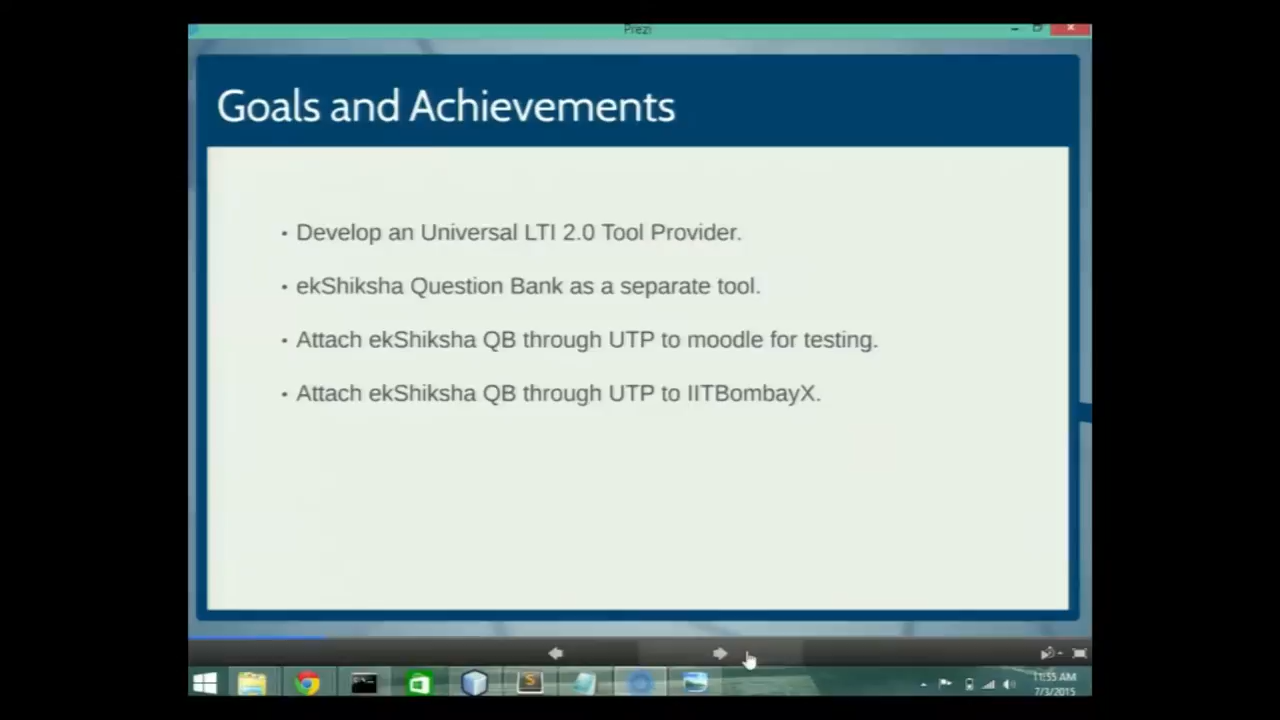 Prezi
Goals and Achievements
• Develop an Universal LTI 2.0 Tool Provider.
• ekShiksha Question Bank as a separate tool.
• Attach ekShiksha QB through UTP to moodle for testing.
• Attach ekShiksha QB through UTP to IITBombayX.
11:55 AM
7/3/2015